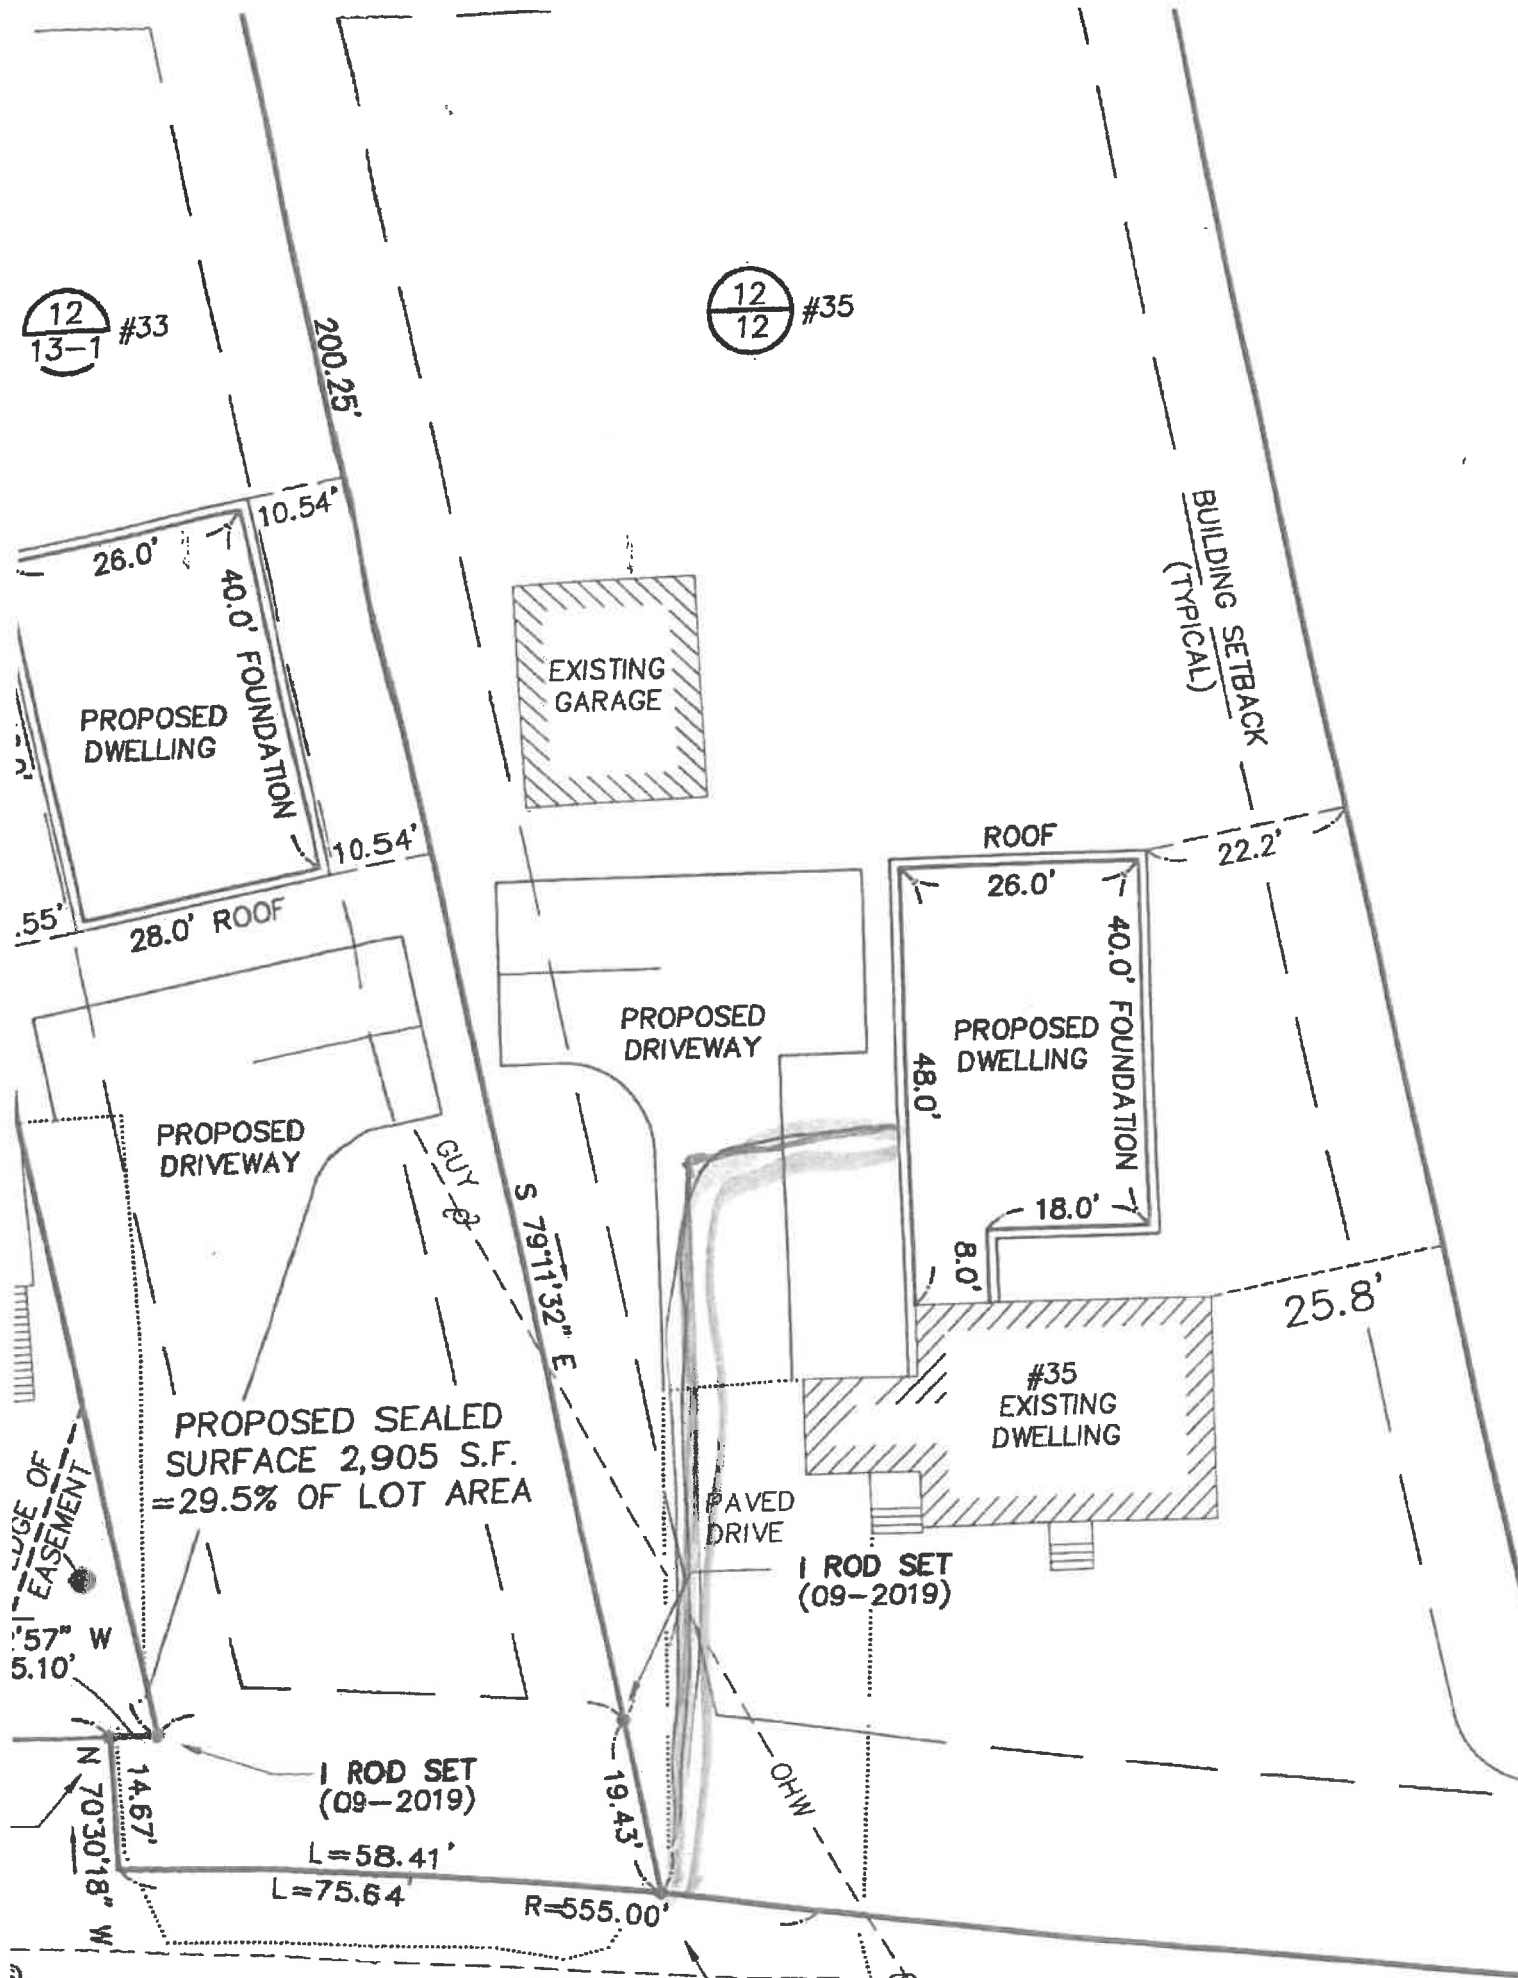 12
13-1
#33
12
12
#35
200.25'
10.54'
26.0'
40.0' FOUNDATION
PROPOSED
DWELLING
10.54'
.55'
28.0' ROOF
EXISTING
GARAGE
BUILDING SETBACK
(TYPICAL)
ROOF
22.2'
26.0'
40.0' FOUNDATION
PROPOSED
DWELLING
48.0'
18.0'
8.0'
PROPOSED
DRIVEWAY
PROPOSED
DRIVEWAY
GUY
S 79°11'32" E
25.8'
#35
EXISTING
DWELLING
PROPOSED SEALED
SURFACE 2,905 S.F.
=29.5% OF LOT AREA
EDGE OF
EASEMENT
PAVED
DRIVE
I ROD SET
(09-2019)
'57" W
5.10'
I ROD SET
(09-2019)
N 70°30'18" W
14.67'
19.43'
OHW
L=58.41'
L=75.64'
R=555.00'